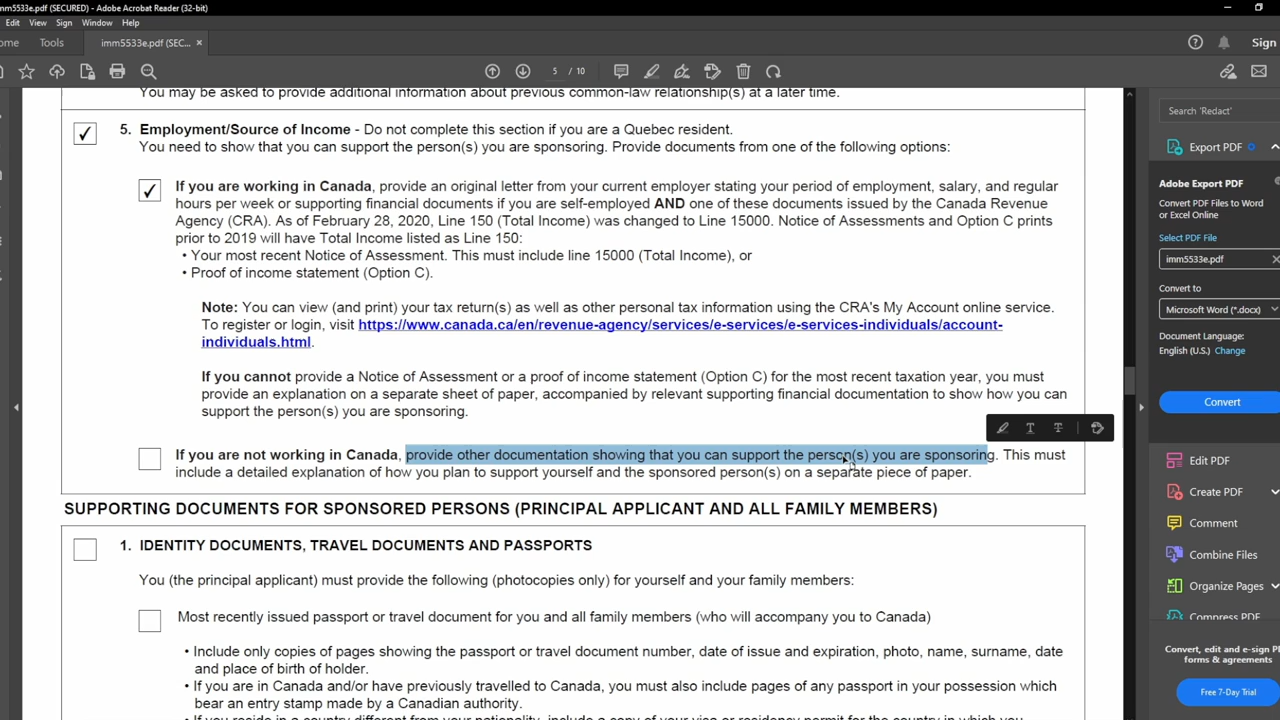 imm5533e.pdf (SECURED) - Adobe Acrobat Reader (32-bit)
Edit View Sign Window Help
Tools imm5533e.pdf (SEC... × Sign
5 / 10
You may be asked to provide additional information about previous common-law relationship(s) at a later time.
5. Employment/Source of Income - Do not complete this section if you are a Quebec resident.
You need to show that you can support the person(s) you are sponsoring. Provide documents from one of the following options:
If you are working in Canada, provide an original letter from your current employer stating your period of employment, salary, and regular
hours per week or supporting financial documents if you are self-employed AND one of these documents issued by the Canada Revenue
Agency (CRA). As of February 28, 2020, Line 150 (Total Income) was changed to Line 15000. Notice of Assessments and Option C prints
prior to 2019 will have Total Income listed as Line 150:
• Your most recent Notice of Assessment. This must include line 15000 (Total Income), or
• Proof of income statement (Option C).
Note: You can view (and print) your tax return(s) as well as other personal tax information using the CRA's My Account online service.
To register or login, visit https://www.canada.ca/en/revenue-agency/services/e-services/e-services-individuals/account-
individuals.html.
If you cannot provide a Notice of Assessment or a proof of income statement (Option C) for the most recent taxation year, you must
provide an explanation on a separate sheet of paper, accompanied by relevant supporting financial documentation to show how you can
support the person(s) you are sponsoring.
If you are not working in Canada, provide other documentation showing that you can support the person(s) you are sponsoring. This must
include a detailed explanation of how you plan to support yourself and the sponsored person(s) on a separate piece of paper.
SUPPORTING DOCUMENTS FOR SPONSORED PERSONS (PRINCIPAL APPLICANT AND ALL FAMILY MEMBERS)
1. IDENTITY DOCUMENTS, TRAVEL DOCUMENTS AND PASSPORTS
You (the principal applicant) must provide the following (photocopies only) for yourself and your family members:
Most recently issued passport or travel document for you and all family members (who will accompany you to Canada)
• Include only copies of pages showing the passport or travel document number, date of issue and expiration, photo, name, surname, date
and place of birth of holder.
• If you are in Canada and/or have previously travelled to Canada, you must also include pages of any passport in your possession which
bear an entry stamp made by a Canadian authority.
• If you reside in a country different from your nationality, include a copy of your visa or residency permit for the country in which you
Search 'Redact'
Export PDF
Adobe Export PDF
Convert PDF Files to Word
or Excel Online
Select PDF File
imm5533e.pdf
Convert to
Microsoft Word (*.docx)
Document Language:
English (U.S.) Change
Convert
Edit PDF
Create PDF
Comment
Combine Files
Organize Pages
Compress PDF
Convert, edit and e-sign
forms & agreements
Free 7-Day Trial